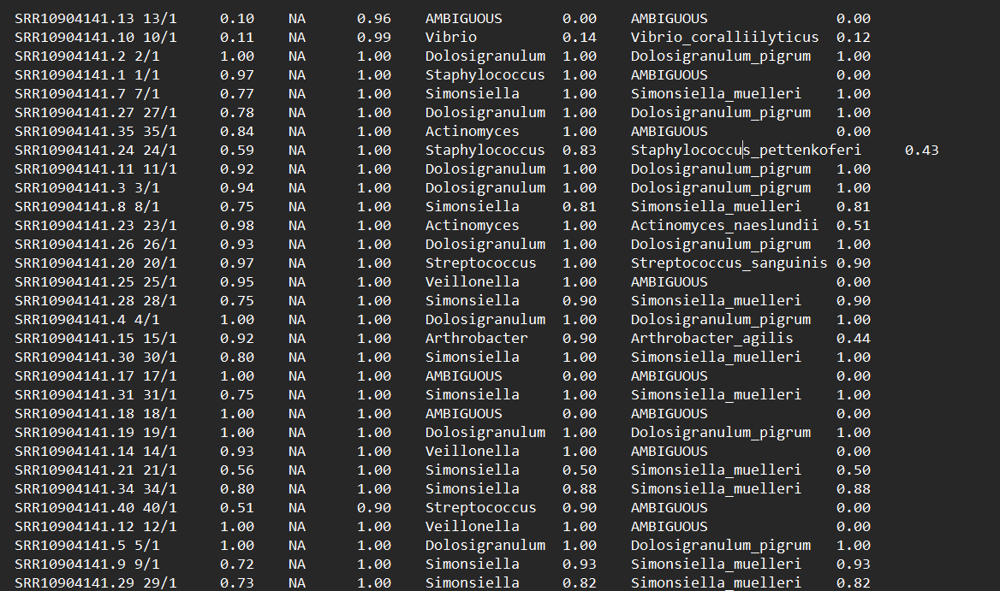 SRR10904141.13 13/1 0.10 NA 0.96 AMBIGUOUS 0.00 AMBIGUOUS 0.00
SRR10904141.10 10/1 0.11 NA 0.99 Vibrio 0.14 Vibrio_coralliilyticus 0.12
SRR10904141.2 2/1 1.00 NA 1.00 Dolosigranulum 1.00 Dolosigranulum_pigrum 1.00
SRR10904141.1 1/1 0.97 NA 1.00 Staphylococcus 1.00 AMBIGUOUS 0.00
SRR10904141.7 7/1 0.77 NA 1.00 Simonsiella 1.00 Simonsiella_muelleri 1.00
SRR10904141.27 27/1 0.78 NA 1.00 Dolosigranulum 1.00 Dolosigranulum_pigrum 1.00
SRR10904141.35 35/1 0.84 NA 1.00 Actinomyces 1.00 AMBIGUOUS 0.00
SRR10904141.24 24/1 0.59 NA 1.00 Staphylococcus 0.83 Staphylococcus_pettenkoferi 0.43
SRR10904141.11 11/1 0.92 NA 1.00 Dolosigranulum 1.00 Dolosigranulum_pigrum 1.00
SRR10904141.3 3/1 0.94 NA 1.00 Dolosigranulum 1.00 Dolosigranulum_pigrum 1.00
SRR10904141.8 8/1 0.75 NA 1.00 Simonsiella 0.81 Simonsiella_muelleri 0.81
SRR10904141.23 23/1 0.98 NA 1.00 Actinomyces 1.00 Actinomyces_naeslundii 0.51
SRR10904141.26 26/1 0.93 NA 1.00 Dolosigranulum 1.00 Dolosigranulum_pigrum 1.00
SRR10904141.20 20/1 0.97 NA 1.00 Streptococcus 1.00 Streptococcus_sanguinis 0.90
SRR10904141.25 25/1 0.95 NA 1.00 Veillonella 1.00 AMBIGUOUS 0.00
SRR10904141.28 28/1 0.75 NA 1.00 Simonsiella 0.90 Simonsiella_muelleri 0.90
SRR10904141.4 4/1 1.00 NA 1.00 Dolosigranulum 1.00 Dolosigranulum_pigrum 1.00
SRR10904141.15 15/1 0.92 NA 1.00 Arthrobacter 0.90 Arthrobacter_agilis 0.44
SRR10904141.30 30/1 0.80 NA 1.00 Simonsiella 1.00 Simonsiella_muelleri 1.00
SRR10904141.17 17/1 1.00 NA 1.00 AMBIGUOUS 0.00 AMBIGUOUS 0.00
SRR10904141.31 31/1 0.75 NA 1.00 Simonsiella 1.00 Simonsiella_muelleri 1.00
SRR10904141.18 18/1 1.00 NA 1.00 AMBIGUOUS 0.00 AMBIGUOUS 0.00
SRR10904141.19 19/1 1.00 NA 1.00 Dolosigranulum 1.00 Dolosigranulum_pigrum 1.00
SRR10904141.14 14/1 0.93 NA 1.00 Veillonella 1.00 AMBIGUOUS 0.00
SRR10904141.21 21/1 0.56 NA 1.00 Simonsiella 0.50 Simonsiella_muelleri 0.50
SRR10904141.34 34/1 0.80 NA 1.00 Simonsiella 0.88 Simonsiella_muelleri 0.88
SRR10904141.40 40/1 0.51 NA 0.90 Streptococcus 0.90 AMBIGUOUS 0.00
SRR10904141.12 12/1 1.00 NA 1.00 Veillonella 1.00 AMBIGUOUS 0.00
SRR10904141.5 5/1 1.00 NA 1.00 Dolosigranulum 1.00 Dolosigranulum_pigrum 1.00
SRR10904141.9 9/1 0.72 NA 1.00 Simonsiella 0.93 Simonsiella_muelleri 0.93
SRR10904141.29 29/1 0.73 NA 1.00 Simonsiella 0.82 Simonsiella_muelleri 0.82